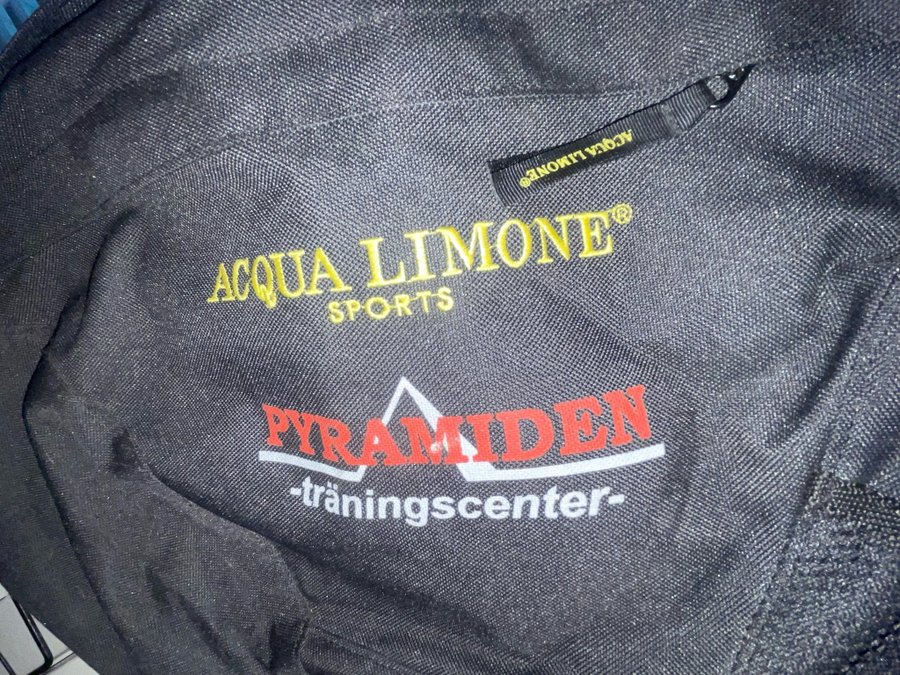 ACQUA LIMONE®
ACQUA LIMONE®
SPORTS
PYRAMIDEN
-träningscenter-